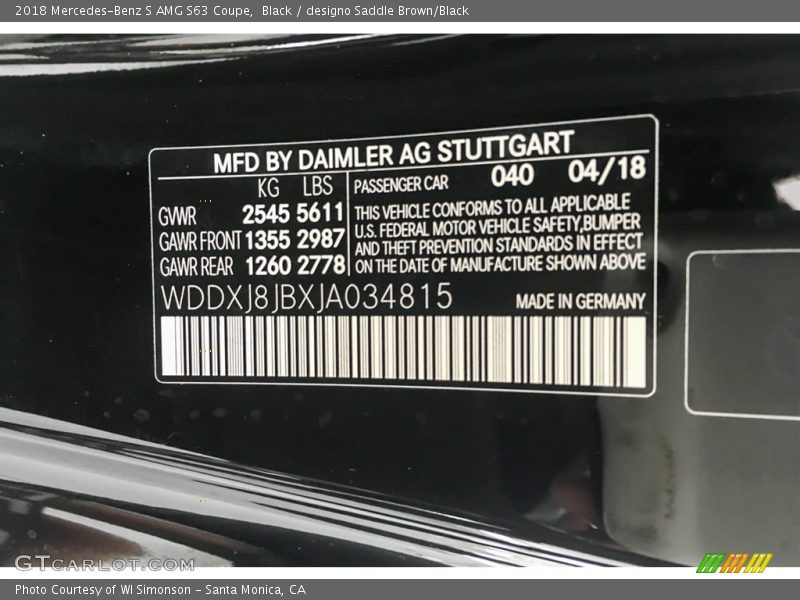 2018 Mercedes-Benz S AMG S63 Coupe, Black / designo Saddle Brown/Black
MFD BY DAIMLER AG STUTTGART
KG LBS
GVWR 2545 5611
GAWR FRONT 1355 2987
GAWR REAR 1260 2778
PASSENGER CAR 040 04/18
THIS VEHICLE CONFORMS TO ALL APPLICABLE
U.S. FEDERAL MOTOR VEHICLE SAFETY,BUMPER
AND THEFT PREVENTION STANDARDS IN EFFECT
ON THE DATE OF MANUFACTURE SHOWN ABOVE
WDDXJ8JBXJA034815
MADE IN GERMANY
GTCARLOT.COM
Photo Courtesy of WI Simonson - Santa Monica, CA